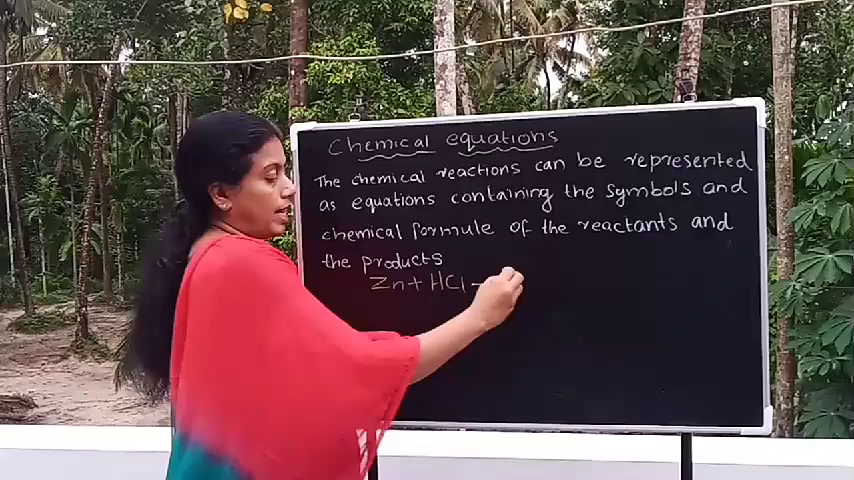 Chemical equations
The chemical reactions can be represented
as equations containing the symbols and
chemical formule of the reactants and
the products
Zn + HCl -